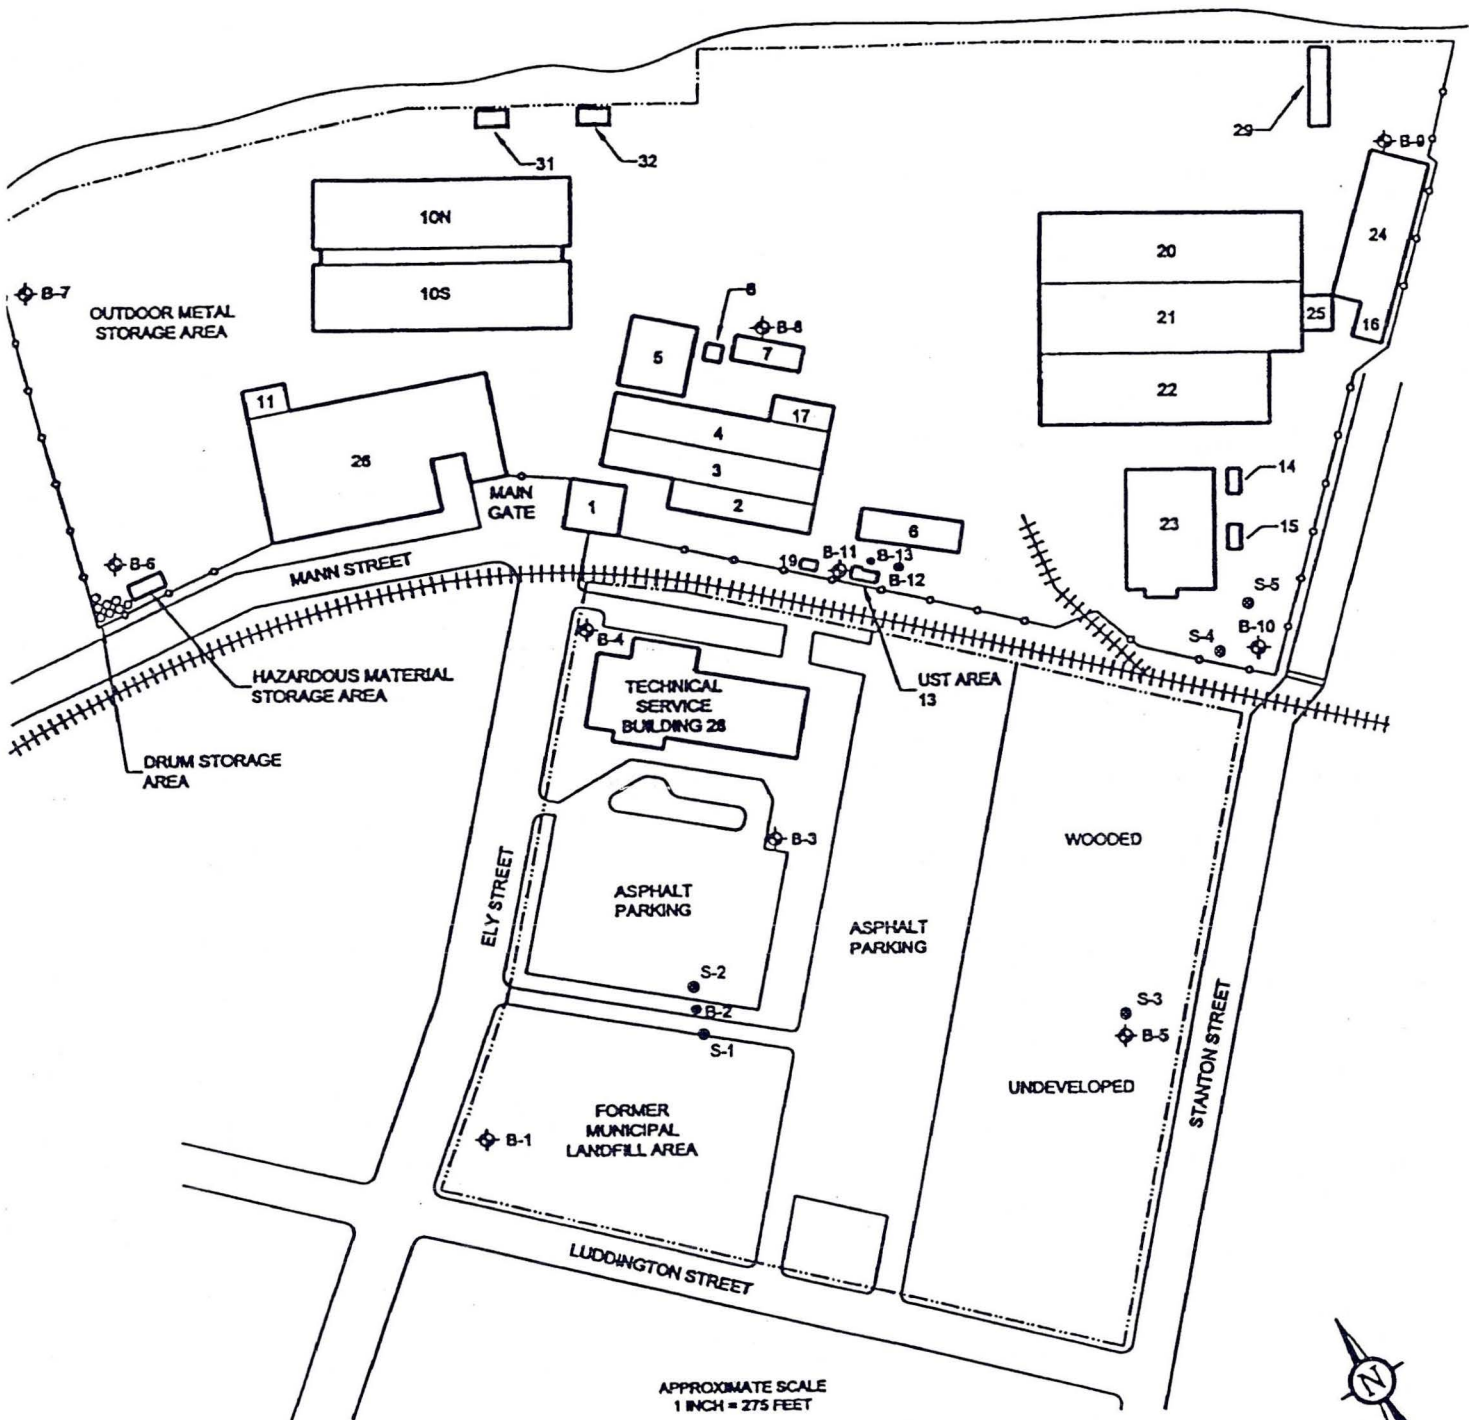 29
B-9
31
32
10N
24
20
B-7
10S
OUTDOOR METAL
STORAGE AREA
8
B-8
21
25
16
5
7
22
11
17
4
26
3
14
MAIN
GATE
1
2
23
15
6
B-11
B-13
19
B-12
MANN STREET
B-6
S-5
B-4
S-4
B-10
HAZARDOUS MATERIAL
STORAGE AREA
UST AREA
13
TECHNICAL
SERVICE
BUILDING 28
DRUM STORAGE
AREA
B-3
WOODED
ASPHALT
PARKING
ELY STREET
ASPHALT
PARKING
S-2
B-2
S-3
S-1
B-5
STANTON STREET
UNDEVELOPED
FORMER
MUNICIPAL
LANDFILL AREA
B-1
LUDDINGTON STREET
N
APPROXIMATE SCALE
1 INCH = 275 FEET